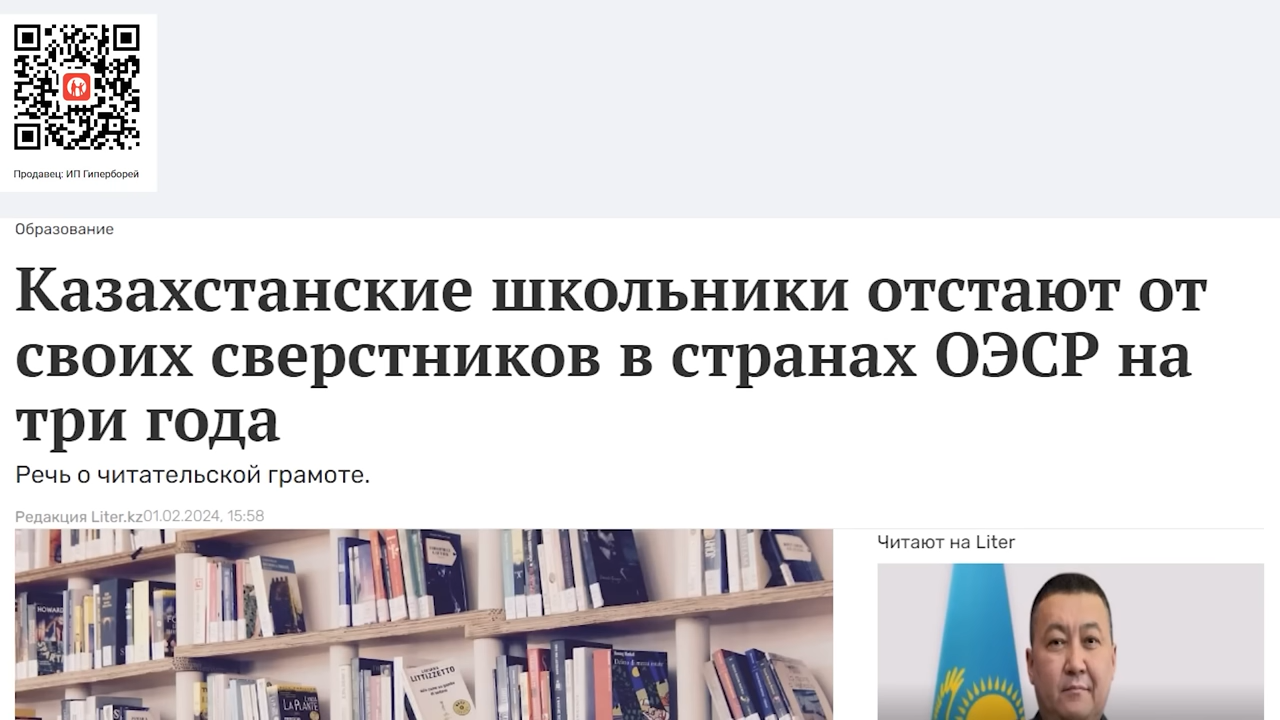 Продавец: ИП Гиперборей
Образование
Казахстанские школьники отстают от
своих сверстников в странах ОЭСР на
три года
Речь о читательской грамоте.
Редакция Liter.kz01.02.2024, 15:58
Читают на Liter
HOWARD
LITTIZZETTO
LA PLANTE